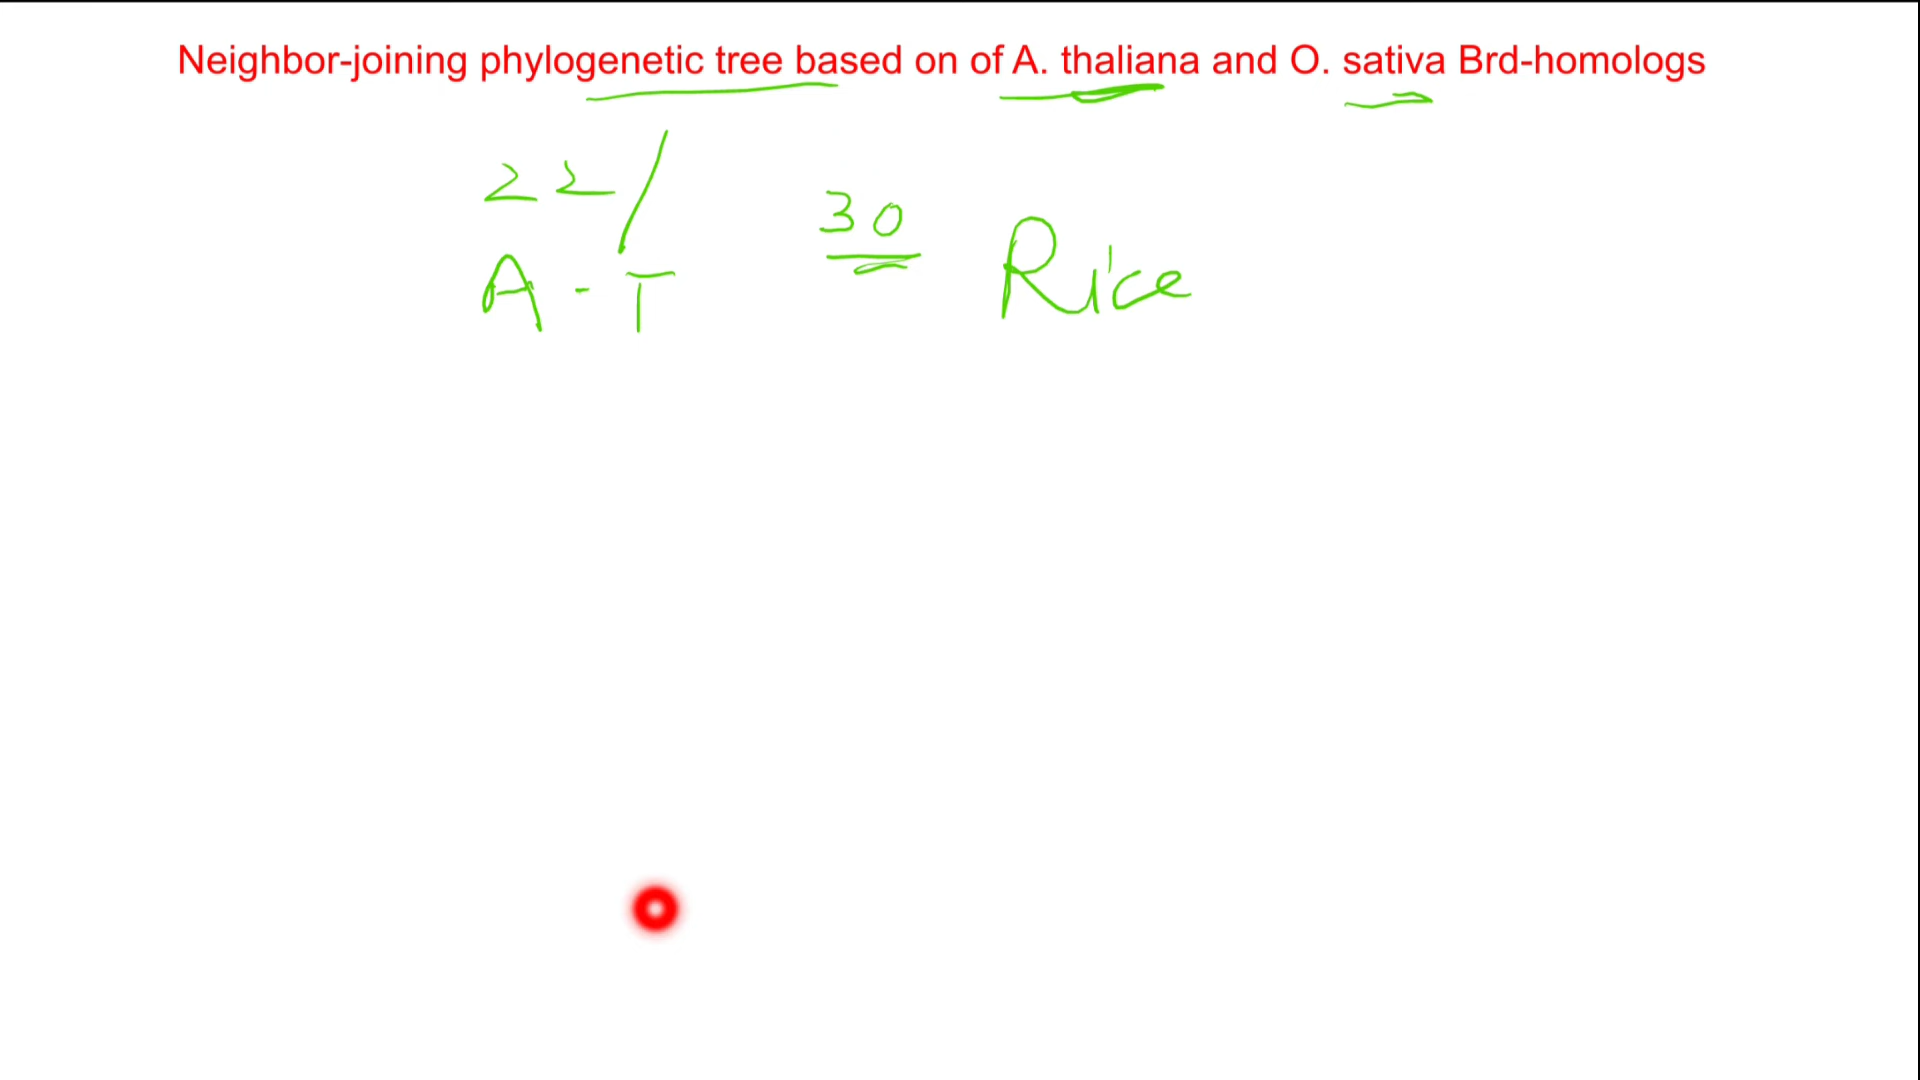 Neighbor-joining phylogenetic tree based on of A. thaliana and O. sativa Brd-homologs
22/ 30
A-T Rice